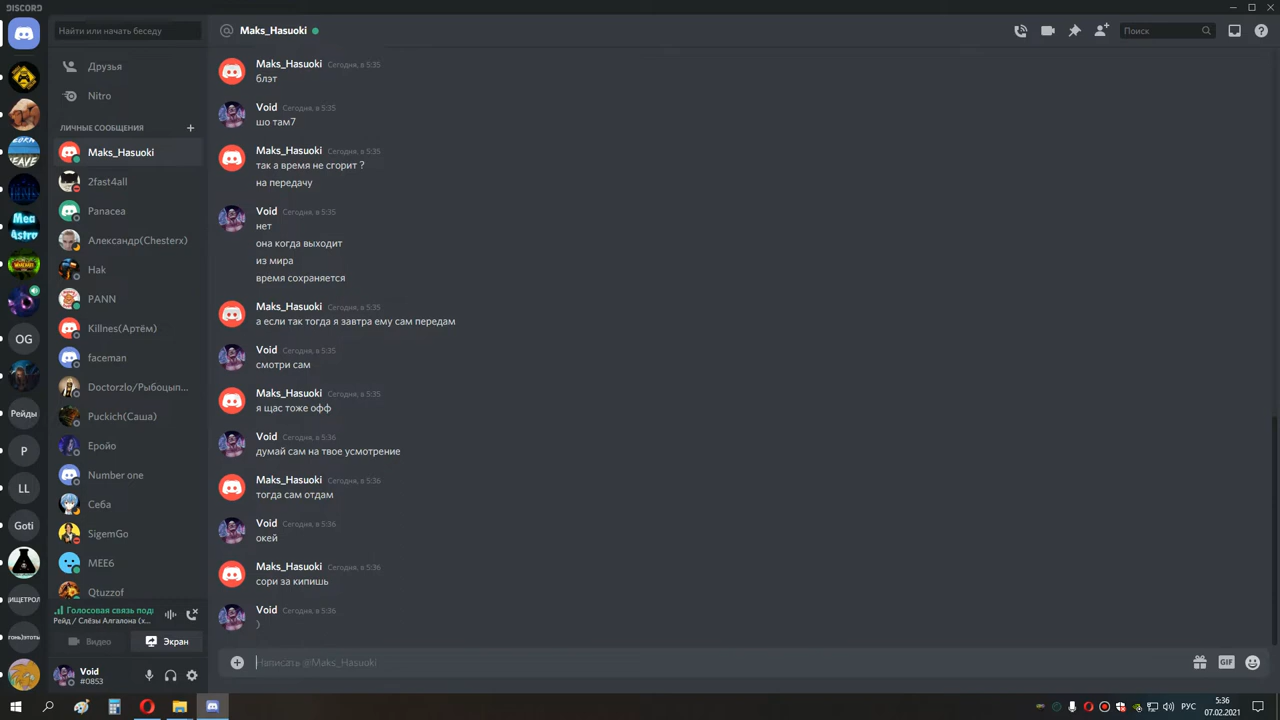 DISCORD
Найти или начать беседу
Друзья
Nitro
ЛИЧНЫЕ СООБЩЕНИЯ
Maks_Hasuoki
2fast4all
Panacea
Александр(Chesterx)
Hak
PANN
Killnes(Артём)
faceman
Doctorzlo/Рыбоцып...
Puckich(Саша)
Еройо
Number one
Себа
SigemGo
MEE6
Qtuzzof
Голосовая связь подк
Рейд / Слёзы Алгалона (х...
Видео
Экран
Void
#0853
Mea
Astro
OG
Рейды
P
LL
Goti
Maks_Hasuoki
Поиск
Maks_Hasuoki Сегодня, в 5:35
блэт
Void Сегодня, в 5:35
шо там7
Maks_Hasuoki Сегодня, в 5:35
так а время не сгорит ?
на передачу
Void Сегодня, в 5:35
нет
она когда выходит
из мира
время сохраняется
Maks_Hasuoki Сегодня, в 5:35
а если так тогда я завтра ему сам передам
Void Сегодня, в 5:35
смотри сам
Maks_Hasuoki Сегодня, в 5:35
я щас тоже офф
Void Сегодня, в 5:36
думай сам на твое усмотрение
Maks_Hasuoki Сегодня, в 5:36
тогда сам отдам
Void Сегодня, в 5:36
окей
Maks_Hasuoki Сегодня, в 5:36
сори за кипишь
Void Сегодня, в 5:36
)
Написать @Maks_Hasuoki
GIF
РУС
5:36
07.02.2021